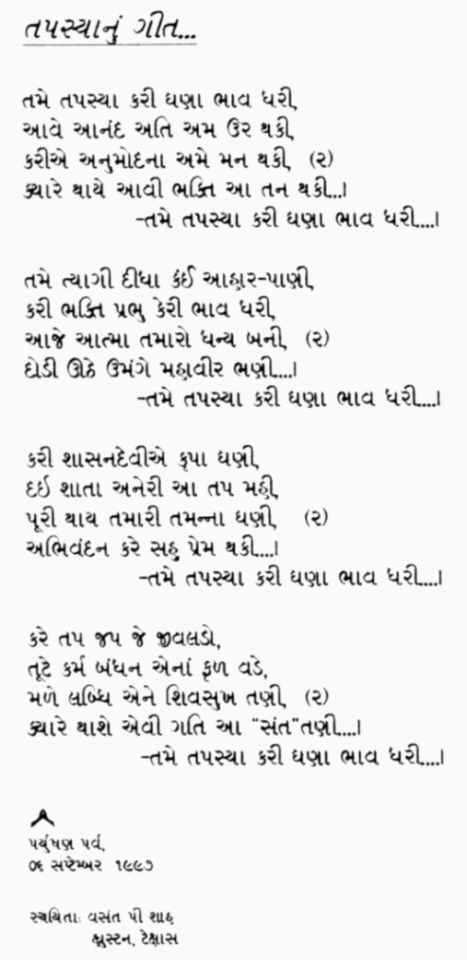 તપસ્યાનું ગીત...
તમે તપસ્યા કરી ઘણા ભાવ ધરી,
આવે આનંદ અતિ અમ ઉર થકી,
કરીએ અનુમોદના અમે મન થકી, (૨)
ક્યારે થાયે આવી ભક્તિ આ તન થકી...।
-તમે તપસ્યા કરી ઘણા ભાવ ધરી....।
તમે ત્યાગી દીધા કંઈ આહાર-પાણી,
કરી ભક્તિ પ્રભુ કેરી ભાવ ધરી,
આજે આત્મા તમારો ધન્ય બની, (૨)
દોડી ઊઠે ઉમંગે મહાવીર ભણી....।
-તમે તપસ્યા કરી ઘણા ભાવ ધરી....।
કરી શાસનદેવીએ કૃપા ઘણી,
દઇ શાતા અનેરી આ તપ મહી,
પૂરી થાય તમારી તમન્ના ઘણી, (૨)
અભિવંદન કરે સહુ પ્રેમ થકી....।
-તમે તપસ્યા કરી ઘણા ભાવ ધરી....।
કરે તપ જપ જે જીવલડો,
તૂટે કર્મ બંધન એનાં ફળ વડે,
મળે લબ્ધિ એને શિવસુખ તણી, (૨)
ક્યારે થાશે એવી ગતિ આ "સંત"તણી....।
-તમે તપસ્યા કરી ઘણા ભાવ ધરી....।
પર્યુષણ પર્વ,
૦૬ સપ્ટેમ્બર ૧૯૯૭
રચયિતા: વસંત પી શાહ
હ્યુસ્ટન, ટેક્ષાસ